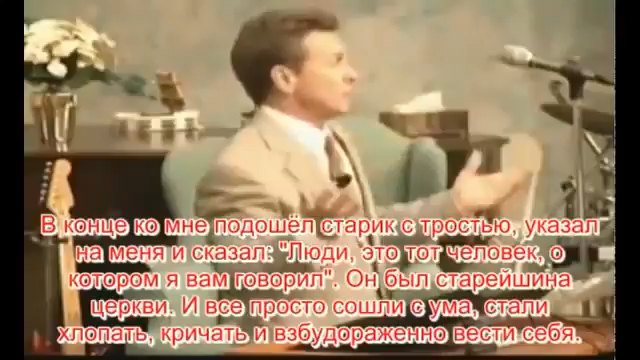 В конце ко мне подошёл старик с тростью, указал
на меня и сказал: "Люди, это тот человек, о
котором я вам говорил". Он был старейшина
церкви. И все просто сошли с ума, стали
хлопать, кричать и взбудораженно вести себя.